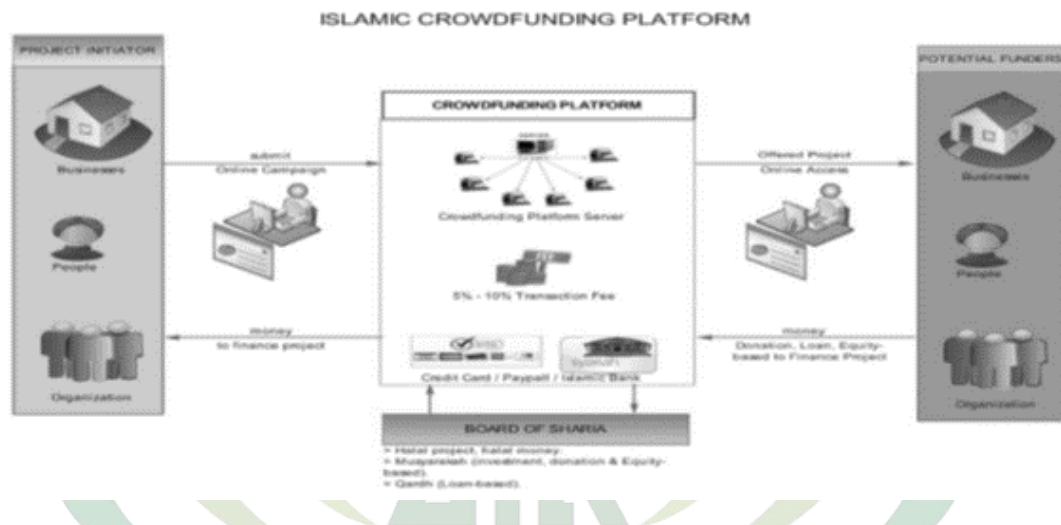 ISLAMIC CROWDFUNDING PLATFORM
PROJECT INITIATOR
Businesses
People
Organization
submit
Online Campaign
money
to finance project
CROWDFUNDING PLATFORM
Crowdfunding Platform Server
5% - 10% Transaction Fee
Credit Card / Paypall / Islamic Bank
BOARD OF SHARIA
> Halal project, halal money.
> Musyarakah (investment, donation & Equity-
based).
> Qardh (Loan-based).
Offered Project
Online Access
money
Donation, Loan, Equity-
based to Finance Project
POTENTIAL FUNDERS
Businesses
People
Organization